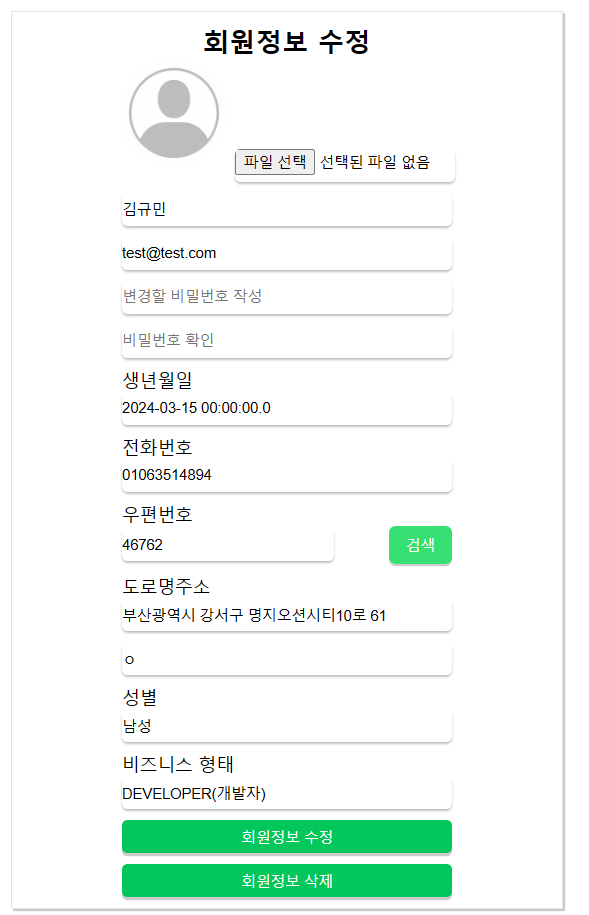 회원정보 수정
파일 선택 선택된 파일 없음
김규민
test@test.com
변경할 비밀번호 작성
비밀번호 확인
생년월일
2024-03-15 00:00:00.0
전화번호
01063514894
우편번호
46762 검색
도로명주소
부산광역시 강서구 명지오션시티10로 61
ㅇ
성별
남성
비즈니스 형태
DEVELOPER(개발자)
회원정보 수정
회원정보 삭제